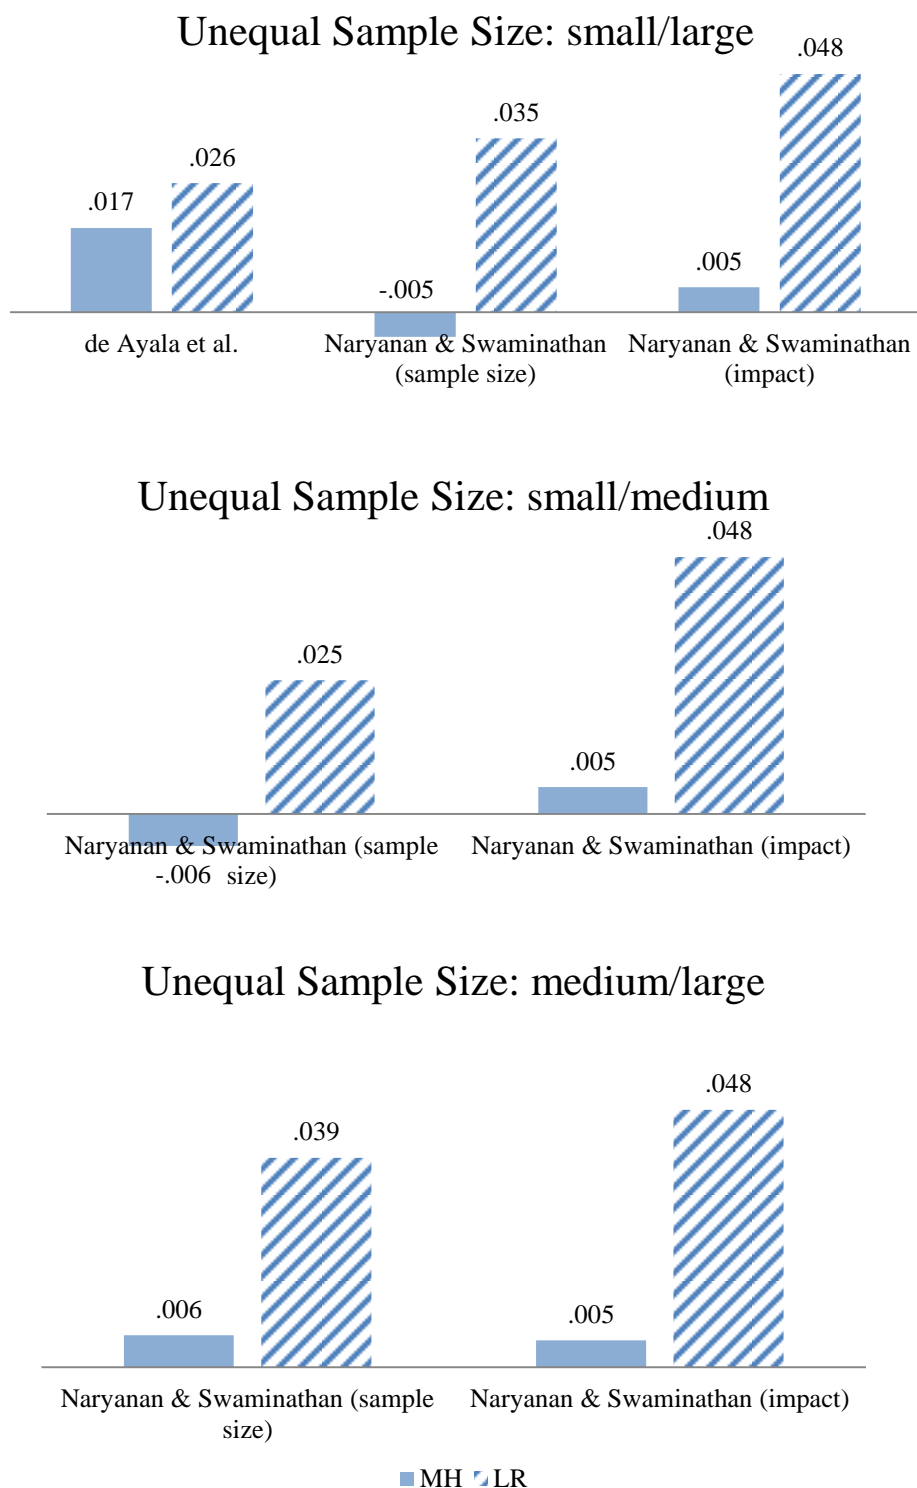 Unequal Sample Size: small/large
.048
.035
.026
.017
-.005
.005
de Ayala et al.
Naryanan & Swaminathan
(sample size)
Naryanan & Swaminathan
(impact)
Unequal Sample Size: small/medium
.048
.025
.005
Naryanan & Swaminathan (sample
size)
-.006
Naryanan & Swaminathan (impact)
Unequal Sample Size: medium/large
.048
.039
.006
.005
Naryanan & Swaminathan (sample
size)
Naryanan & Swaminathan (impact)
MH LR